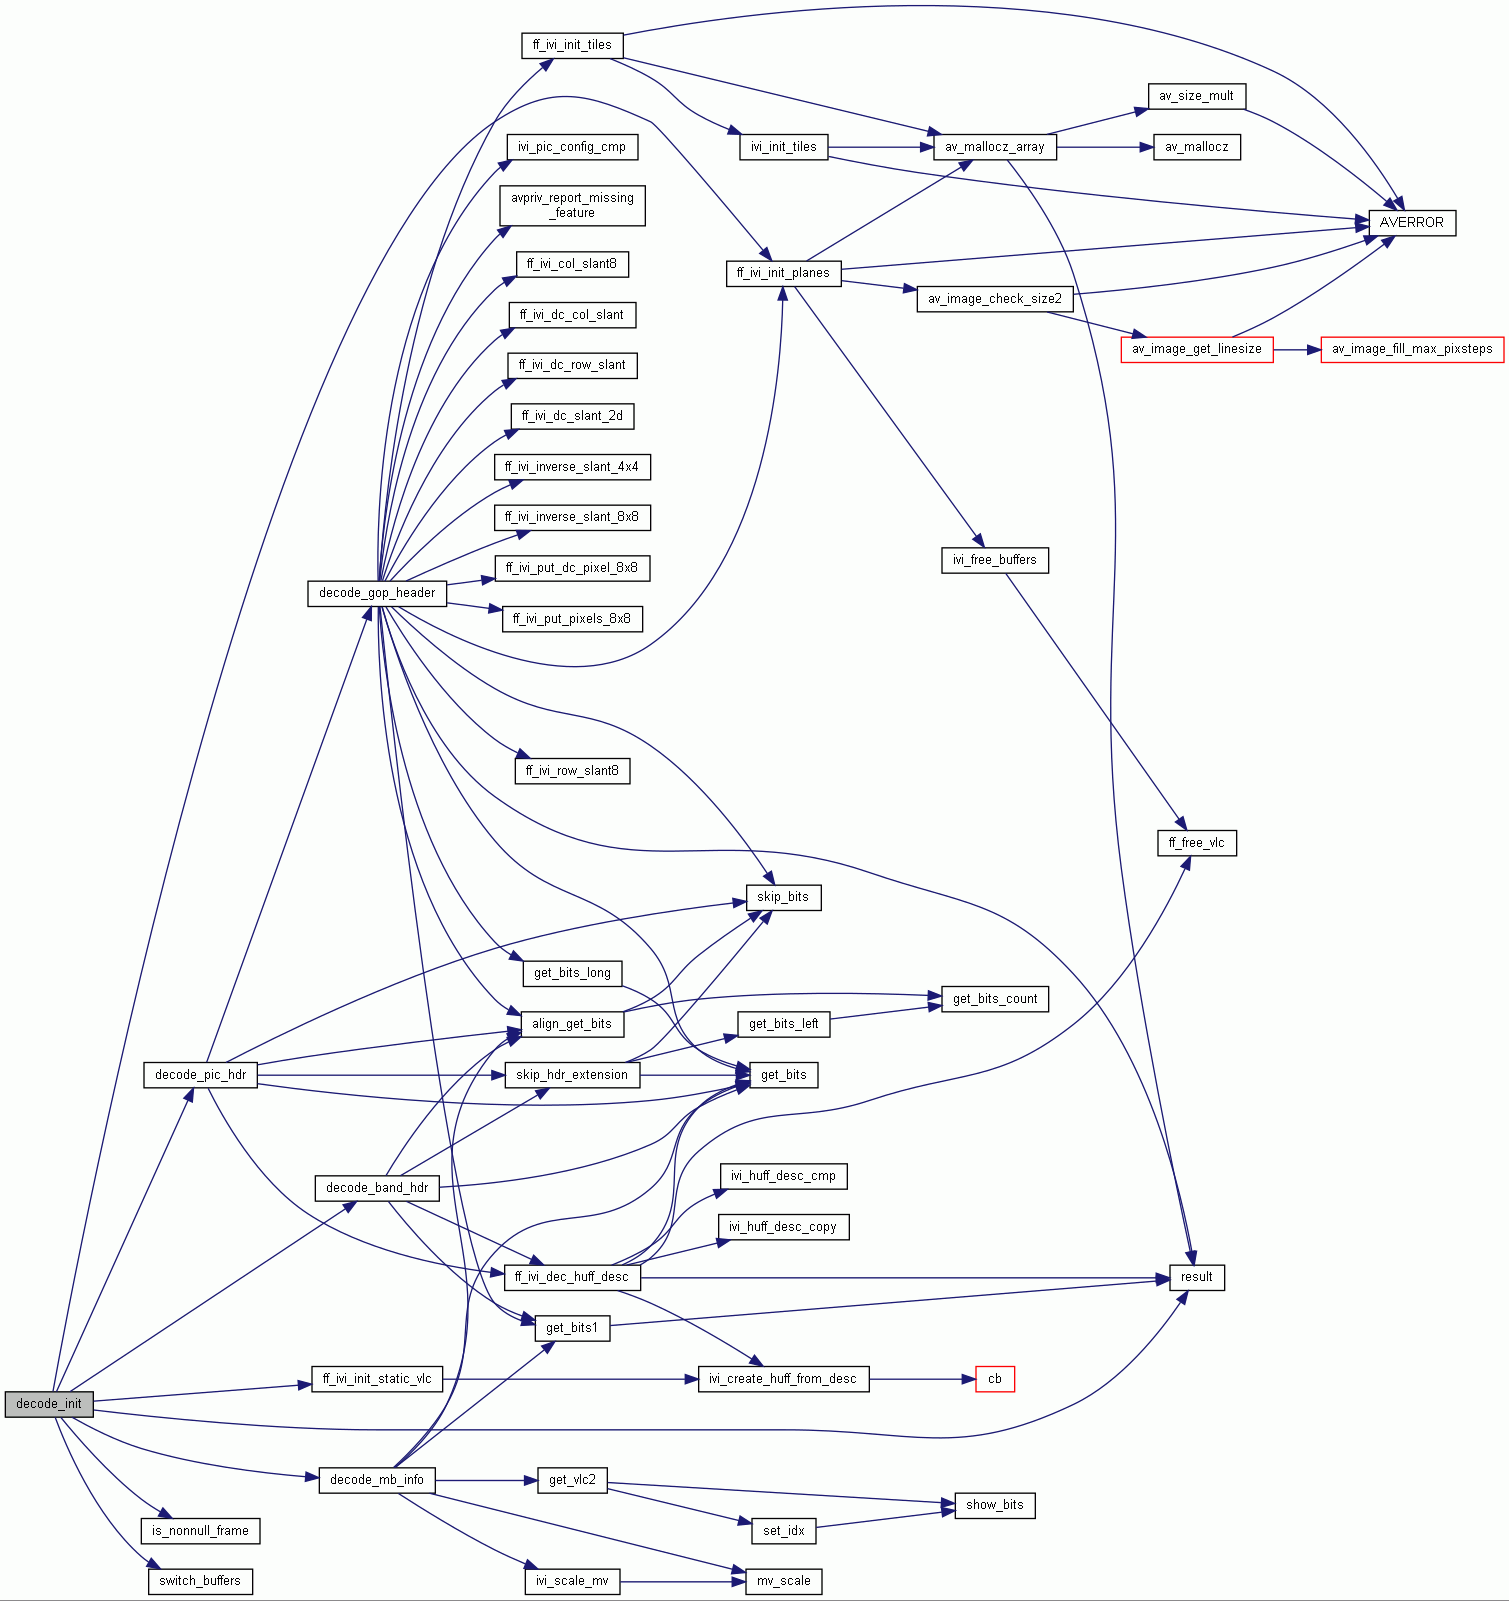 ff_ivi_init_tiles
av_size_mult
ivi_pic_config_cmp
ivi_init_tiles
av_mallocz_array
av_mallocz
avpriv_report_missing
_feature
AVERROR
ff_ivi_col_slant8
ff_ivi_init_planes
av_image_check_size2
ff_ivi_dc_col_slant
av_image_get_linesize
av_image_fill_max_pixsteps
ff_ivi_dc_row_slant
ff_ivi_dc_slant_2d
ff_ivi_inverse_slant_4x4
ff_ivi_inverse_slant_8x8
ivi_free_buffers
ff_ivi_put_dc_pixel_8x8
decode_gop_header
ff_ivi_put_pixels_8x8
ff_ivi_row_slant8
ff_free_vlc
skip_bits
get_bits_long
get_bits_count
align_get_bits
get_bits_left
decode_pic_hdr
skip_hdr_extension
get_bits
ivi_huff_desc_cmp
decode_band_hdr
ivi_huff_desc_copy
ff_ivi_dec_huff_desc
result
get_bits1
ff_ivi_init_static_vlc
ivi_create_huff_from_desc
cb
decode_init
decode_mb_info
get_vlc2
show_bits
is_nonnull_frame
set_idx
switch_buffers
ivi_scale_mv
mv_scale